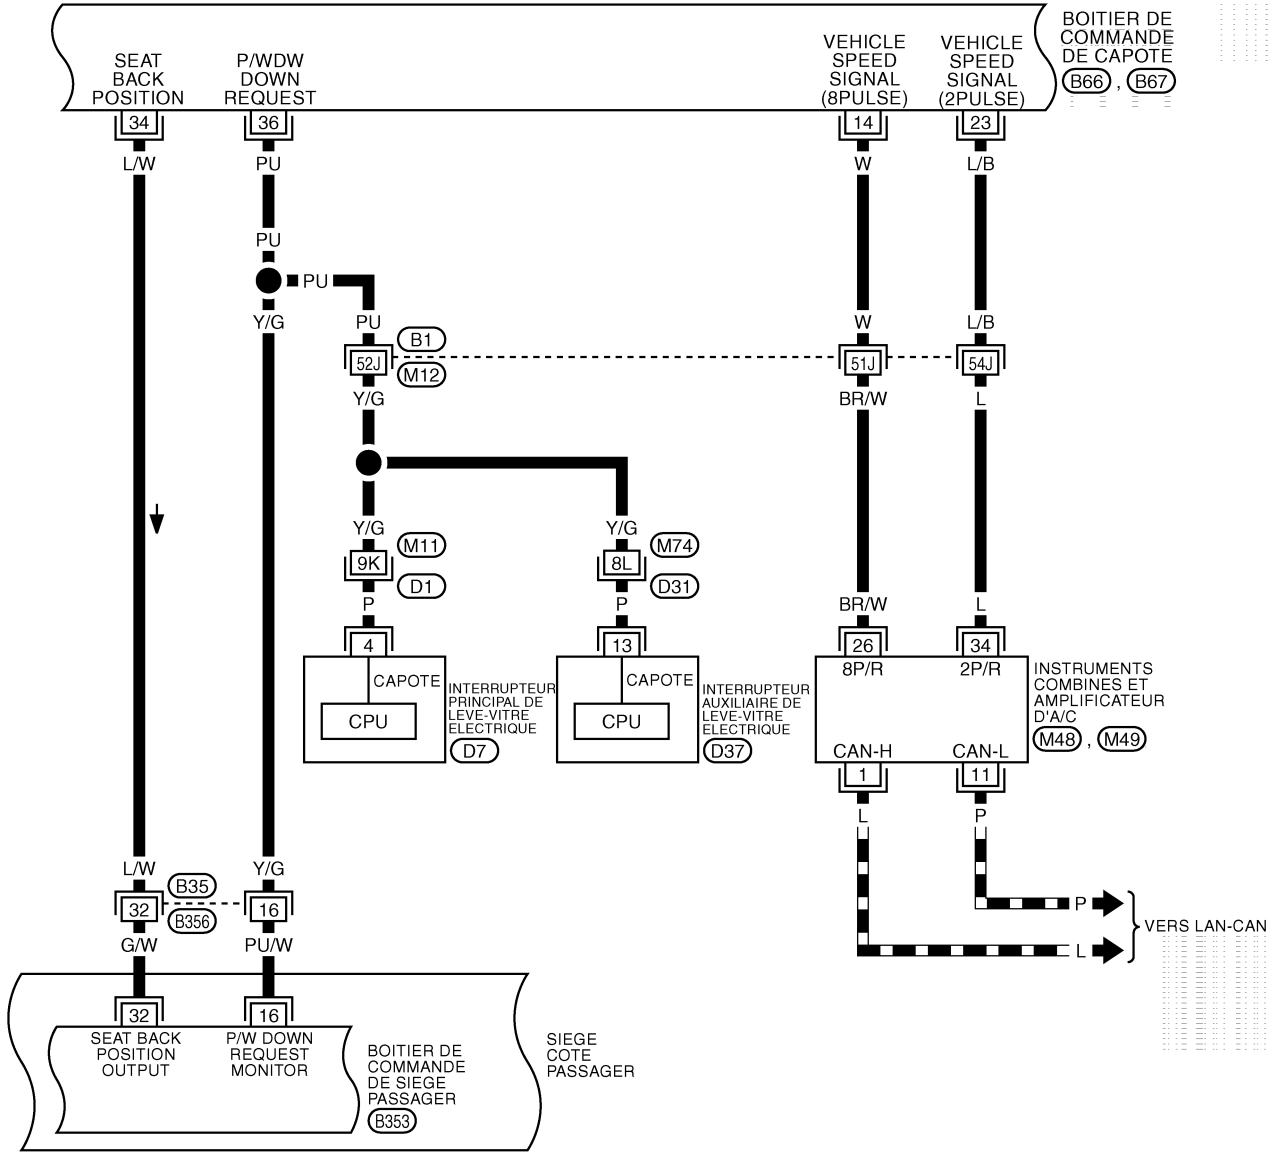 BOITIER DE
COMMANDE
DE CAPOTE
B66 , B67
SEAT
BACK
POSITION
P/WDW
DOWN
REQUEST
VEHICLE
SPEED
SIGNAL
(8PULSE)
VEHICLE
SPEED
SIGNAL
(2PULSE)
34
36
14
23
L/W
PU
W
L/B
PU
PU
Y/G
PU
W
L/B
B1
52J
51J
54J
M12
Y/G
BR/W
L
Y/G
Y/G
M11
M74
9K
8L
D1
D31
P
P
BR/W
L
4
13
26
34
8P/R
2P/R
CAPOTE
CPU
INTERRUPTEUR
PRINCIPAL DE
LEVE-VITRE
ELECTRIQUE
D7
CAPOTE
CPU
INTERRUPTEUR
AUXILIAIRE DE
LEVE-VITRE
ELECTRIQUE
D37
INSTRUMENTS
COMBINES ET
AMPLIFICATEUR
D'A/C
M48 , M49
CAN-H
CAN-L
1
11
L
P
L/W
Y/G
B35
32
16
B356
G/W
PU/W
P
L
VERS LAN-CAN
32
16
SEAT BACK
POSITION
OUTPUT
P/W DOWN
REQUEST
MONITOR
BOITIER DE
COMMANDE
DE SIEGE
PASSAGER
B353
SIEGE
COTE
PASSAGER